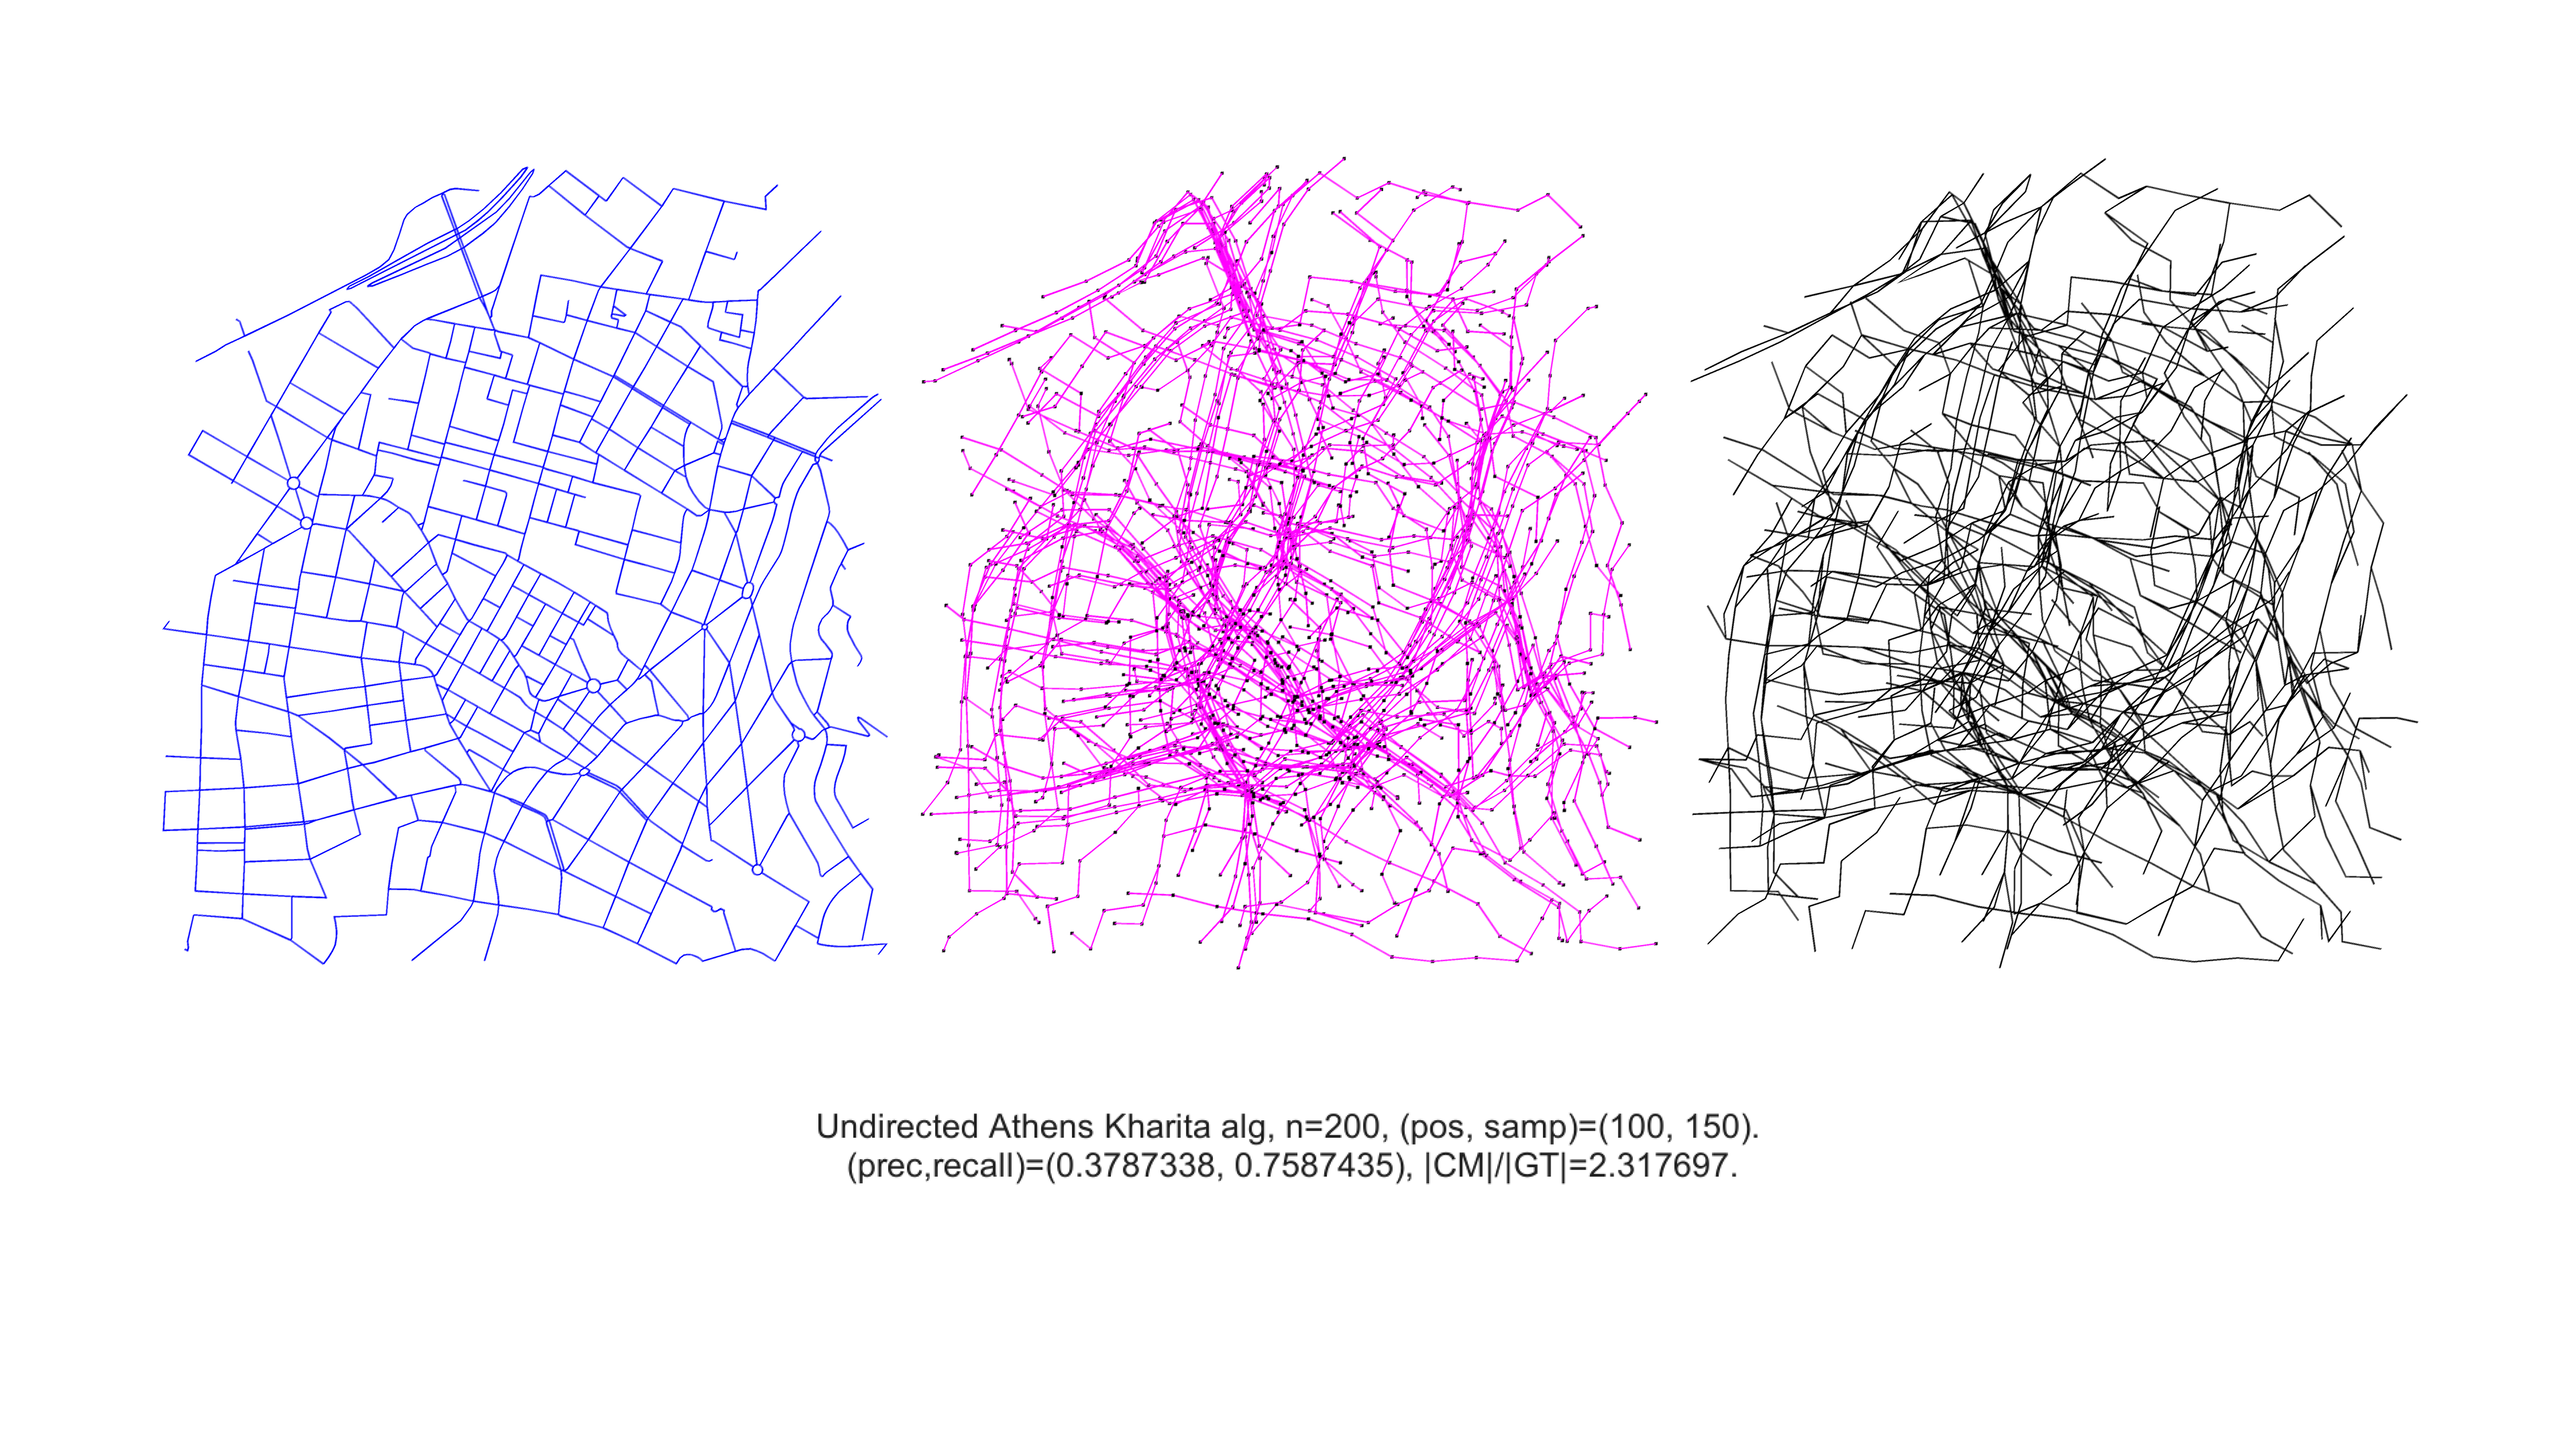 Undirected Athens Kharita alg, n=200, (pos, samp)=(100, 150).
(prec,recall)=(0.3787338, 0.7587435), |CM|/|GT|=2.317697.